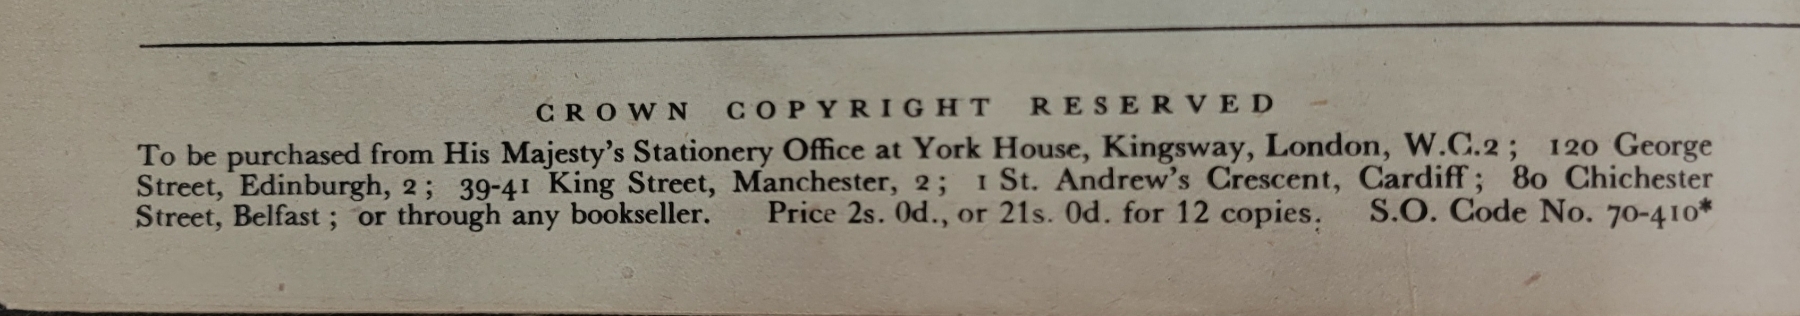 CROWN COPYRIGHT RESERVED
To be purchased from His Majesty's Stationery Office at York House, Kingsway, London, W.C.2 ; 120 George
Street, Edinburgh, 2 ; 39-41 King Street, Manchester, 2 ; 1 St. Andrew's Crescent, Cardiff ; 80 Chichester
Street, Belfast ; or through any bookseller. Price 2s. 0d., or 21s. 0d. for 12 copies. S.O. Code No. 70-410*